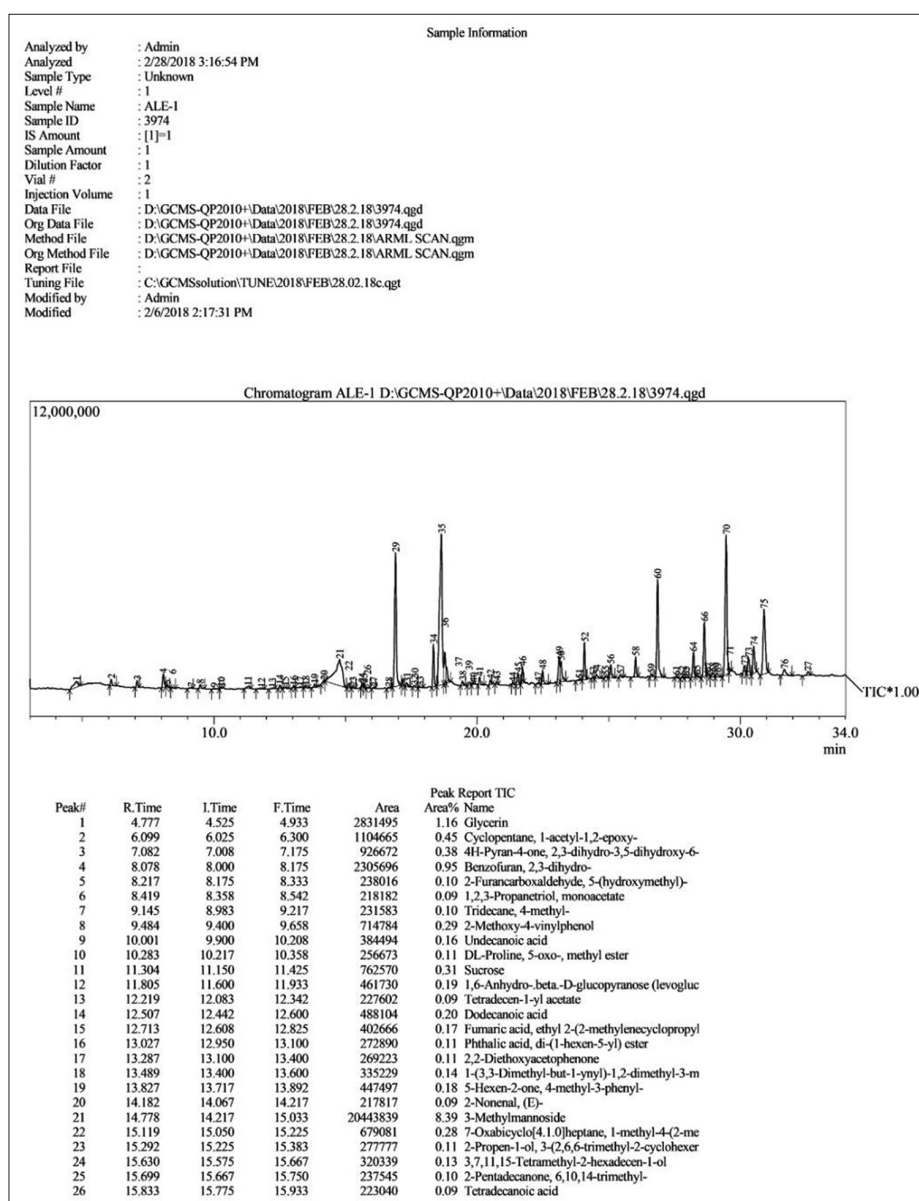 Sample Information
Analyzed by : Admin
Analyzed : 2/28/2018 3:16:54 PM
Sample Type : Unknown
Level # : 1
Sample Name : ALE-1
Sample ID : 3974
IS Amount : [1]=1
Sample Amount : 1
Dilution Factor : 1
Vial # : 2
Injection Volume : 1
Data File : D:\GCMS-QP2010+\Data\2018\FEB\28.2.18\3974.qgd
Org Data File : D:\GCMS-QP2010+\Data\2018\FEB\28.2.18\3974.qgd
Method File : D:\GCMS-QP2010+\Data\2018\FEB\28.2.18\ARML SCAN.qgm
Org Method File : D:\GCMS-QP2010+\Data\2018\FEB\28.2.18\ARML SCAN.qgm
Report File :
Tuning File : C:\GCMSsolution\TUNE\2018\FEB\28.02.18c.qgt
Modified by : Admin
Modified : 2/6/2018 2:17:31 PM
Chromatogram ALE-1 D:\GCMS-QP2010+\Data\2018\FEB\28.2.18\3974.qgd
12,000,000
29 35 36 34 21 52 60 70 66 75 64 74 58 76
TIC*1.00
10.0 20.0 30.0 34.0
min
Peak Report TIC
Peak# R.Time I.Time F.Time Area Area% Name
1 4.777 4.525 4.933 2831495 1.16 Glycerin
2 6.099 6.025 6.300 1104665 0.45 Cyclopentane, 1-acetyl-1,2-epoxy-
3 7.082 7.008 7.175 926672 0.38 4H-Pyran-4-one, 2,3-dihydro-3,5-dihydroxy-6-
4 8.078 8.000 8.175 2305696 0.95 Benzofuran, 2,3-dihydro-
5 8.217 8.175 8.333 238016 0.10 2-Furancarboxaldehyde, 5-(hydroxymethyl)-
6 8.419 8.358 8.542 218182 0.09 1,2,3-Propanetriol, monoacetate
7 9.145 8.983 9.217 231583 0.10 Tridecane, 4-methyl-
8 9.484 9.400 9.658 714784 0.29 2-Methoxy-4-vinylphenol
9 10.001 9.900 10.208 384494 0.16 Undecanoic acid
10 10.283 10.217 10.358 256673 0.11 DL-Proline, 5-oxo-, methyl ester
11 11.304 11.150 11.425 762570 0.31 Sucrose
12 11.805 11.600 11.933 461730 0.19 1,6-Anhydro-.beta.-D-glucopyranose (levogluc
13 12.219 12.083 12.342 227602 0.09 Tetradecen-1-yl acetate
14 12.507 12.442 12.600 488104 0.20 Dodecanoic acid
15 12.713 12.608 12.825 402666 0.17 Fumaric acid, ethyl 2-(2-methylenecyclopropyl
16 13.027 12.950 13.100 272890 0.11 Phthalic acid, di-(1-hexen-5-yl) ester
17 13.287 13.100 13.400 269223 0.11 2,2-Diethoxyacetophenone
18 13.489 13.400 13.600 335229 0.14 1-(3,3-Dimethyl-but-1-ynyl)-1,2-dimethyl-3-m
19 13.827 13.717 13.892 447497 0.18 5-Hexen-2-one, 4-methyl-3-phenyl-
20 14.182 14.067 14.217 217817 0.09 2-Nonenal, (E)-
21 14.778 14.217 15.033 20443839 8.39 3-Methylmannoside
22 15.119 15.050 15.225 679081 0.28 7-Oxabicyclo[4.1.0]heptane, 1-methyl-4-(2-me
23 15.292 15.225 15.383 277777 0.11 2-Propen-1-ol, 3-(2,6,6-trimethyl-2-cyclohexer
24 15.630 15.575 15.667 320339 0.13 3,7,11,15-Tetramethyl-2-hexadecen-1-ol
25 15.699 15.667 15.750 237545 0.10 2-Pentadecanone, 6,10,14-trimethyl-
26 15.833 15.775 15.933 223040 0.09 Tetradecanoic acid